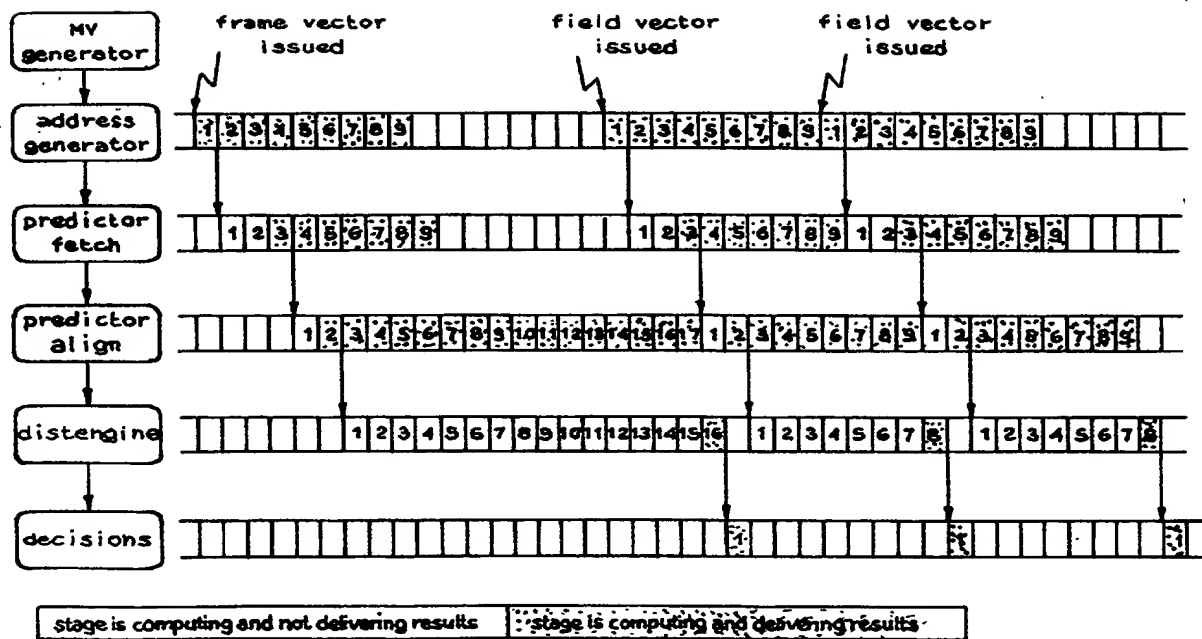 MV
generator
frame vector
issued
field vector
issued
field vector
issued
address
generator
1 2 3 4 5 6 7 8 9 1 2 3 4 5 6 7 8 9 1 2 3 4 5 6 7 8 9
predictor
fetch
1 2 3 4 5 6 7 8 9 1 2 3 4 5 6 7 8 9 1 2 3 4 5 6 7 8 9
predictor
align
1 2 3 4 5 6 7 8 9 10 11 12 13 14 15 16 17 1 2 3 4 5 6 7 8 9 1 2 3 4 5 6 7 8 9
distengine
1 2 3 4 5 6 7 8 9 10 11 12 13 14 15 16 1 2 3 4 5 6 7 8 1 2 3 4 5 6 7 8
decisions
1 1 1
stage is computing and not delivering results stage is computing and delivering results